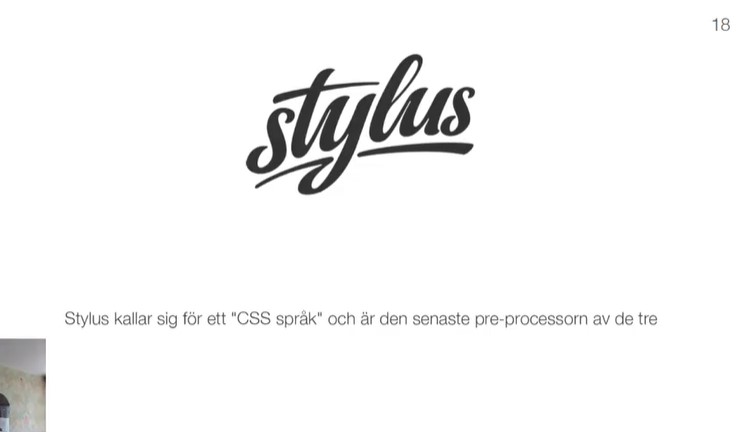 18
stylus
Stylus kallar sig för ett "CSS språk" och är den senaste pre-processorn av de tre